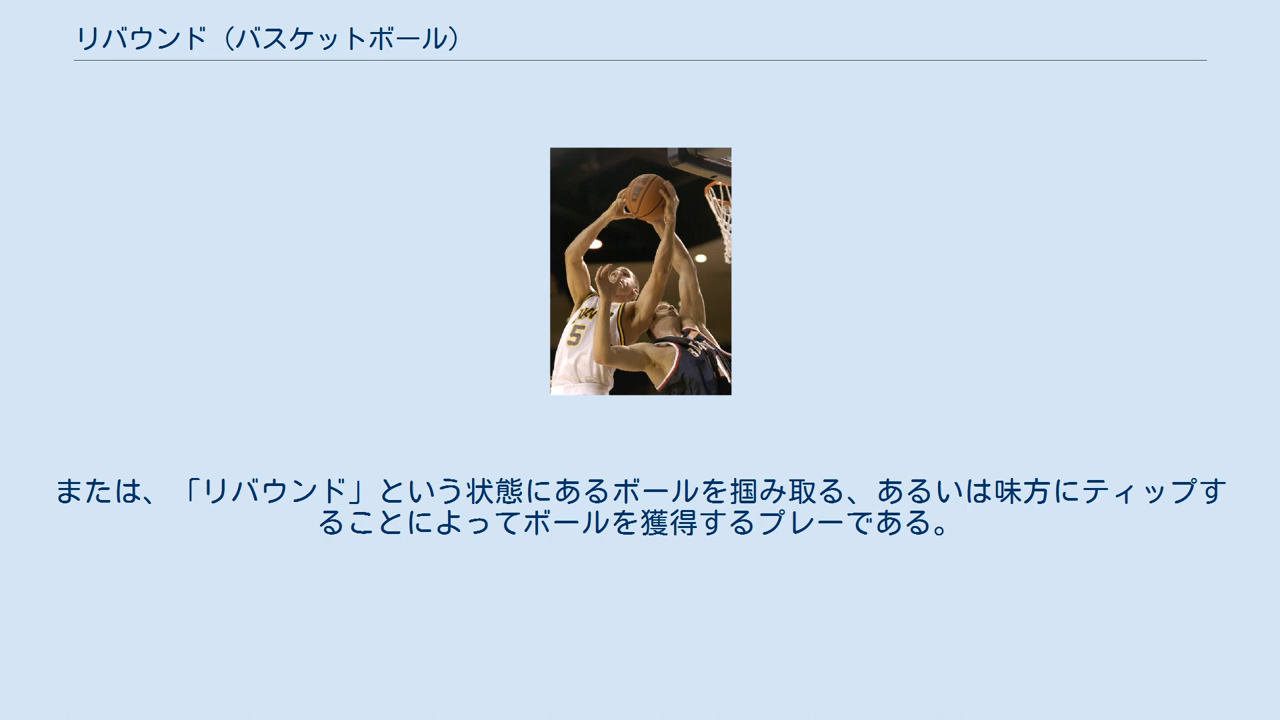 リバウンド（バスケットボール）
5
または、「リバウンド」という状態にあるボールを掴み取る、あるいは味方にティップす
ることによってボールを獲得するプレーである。